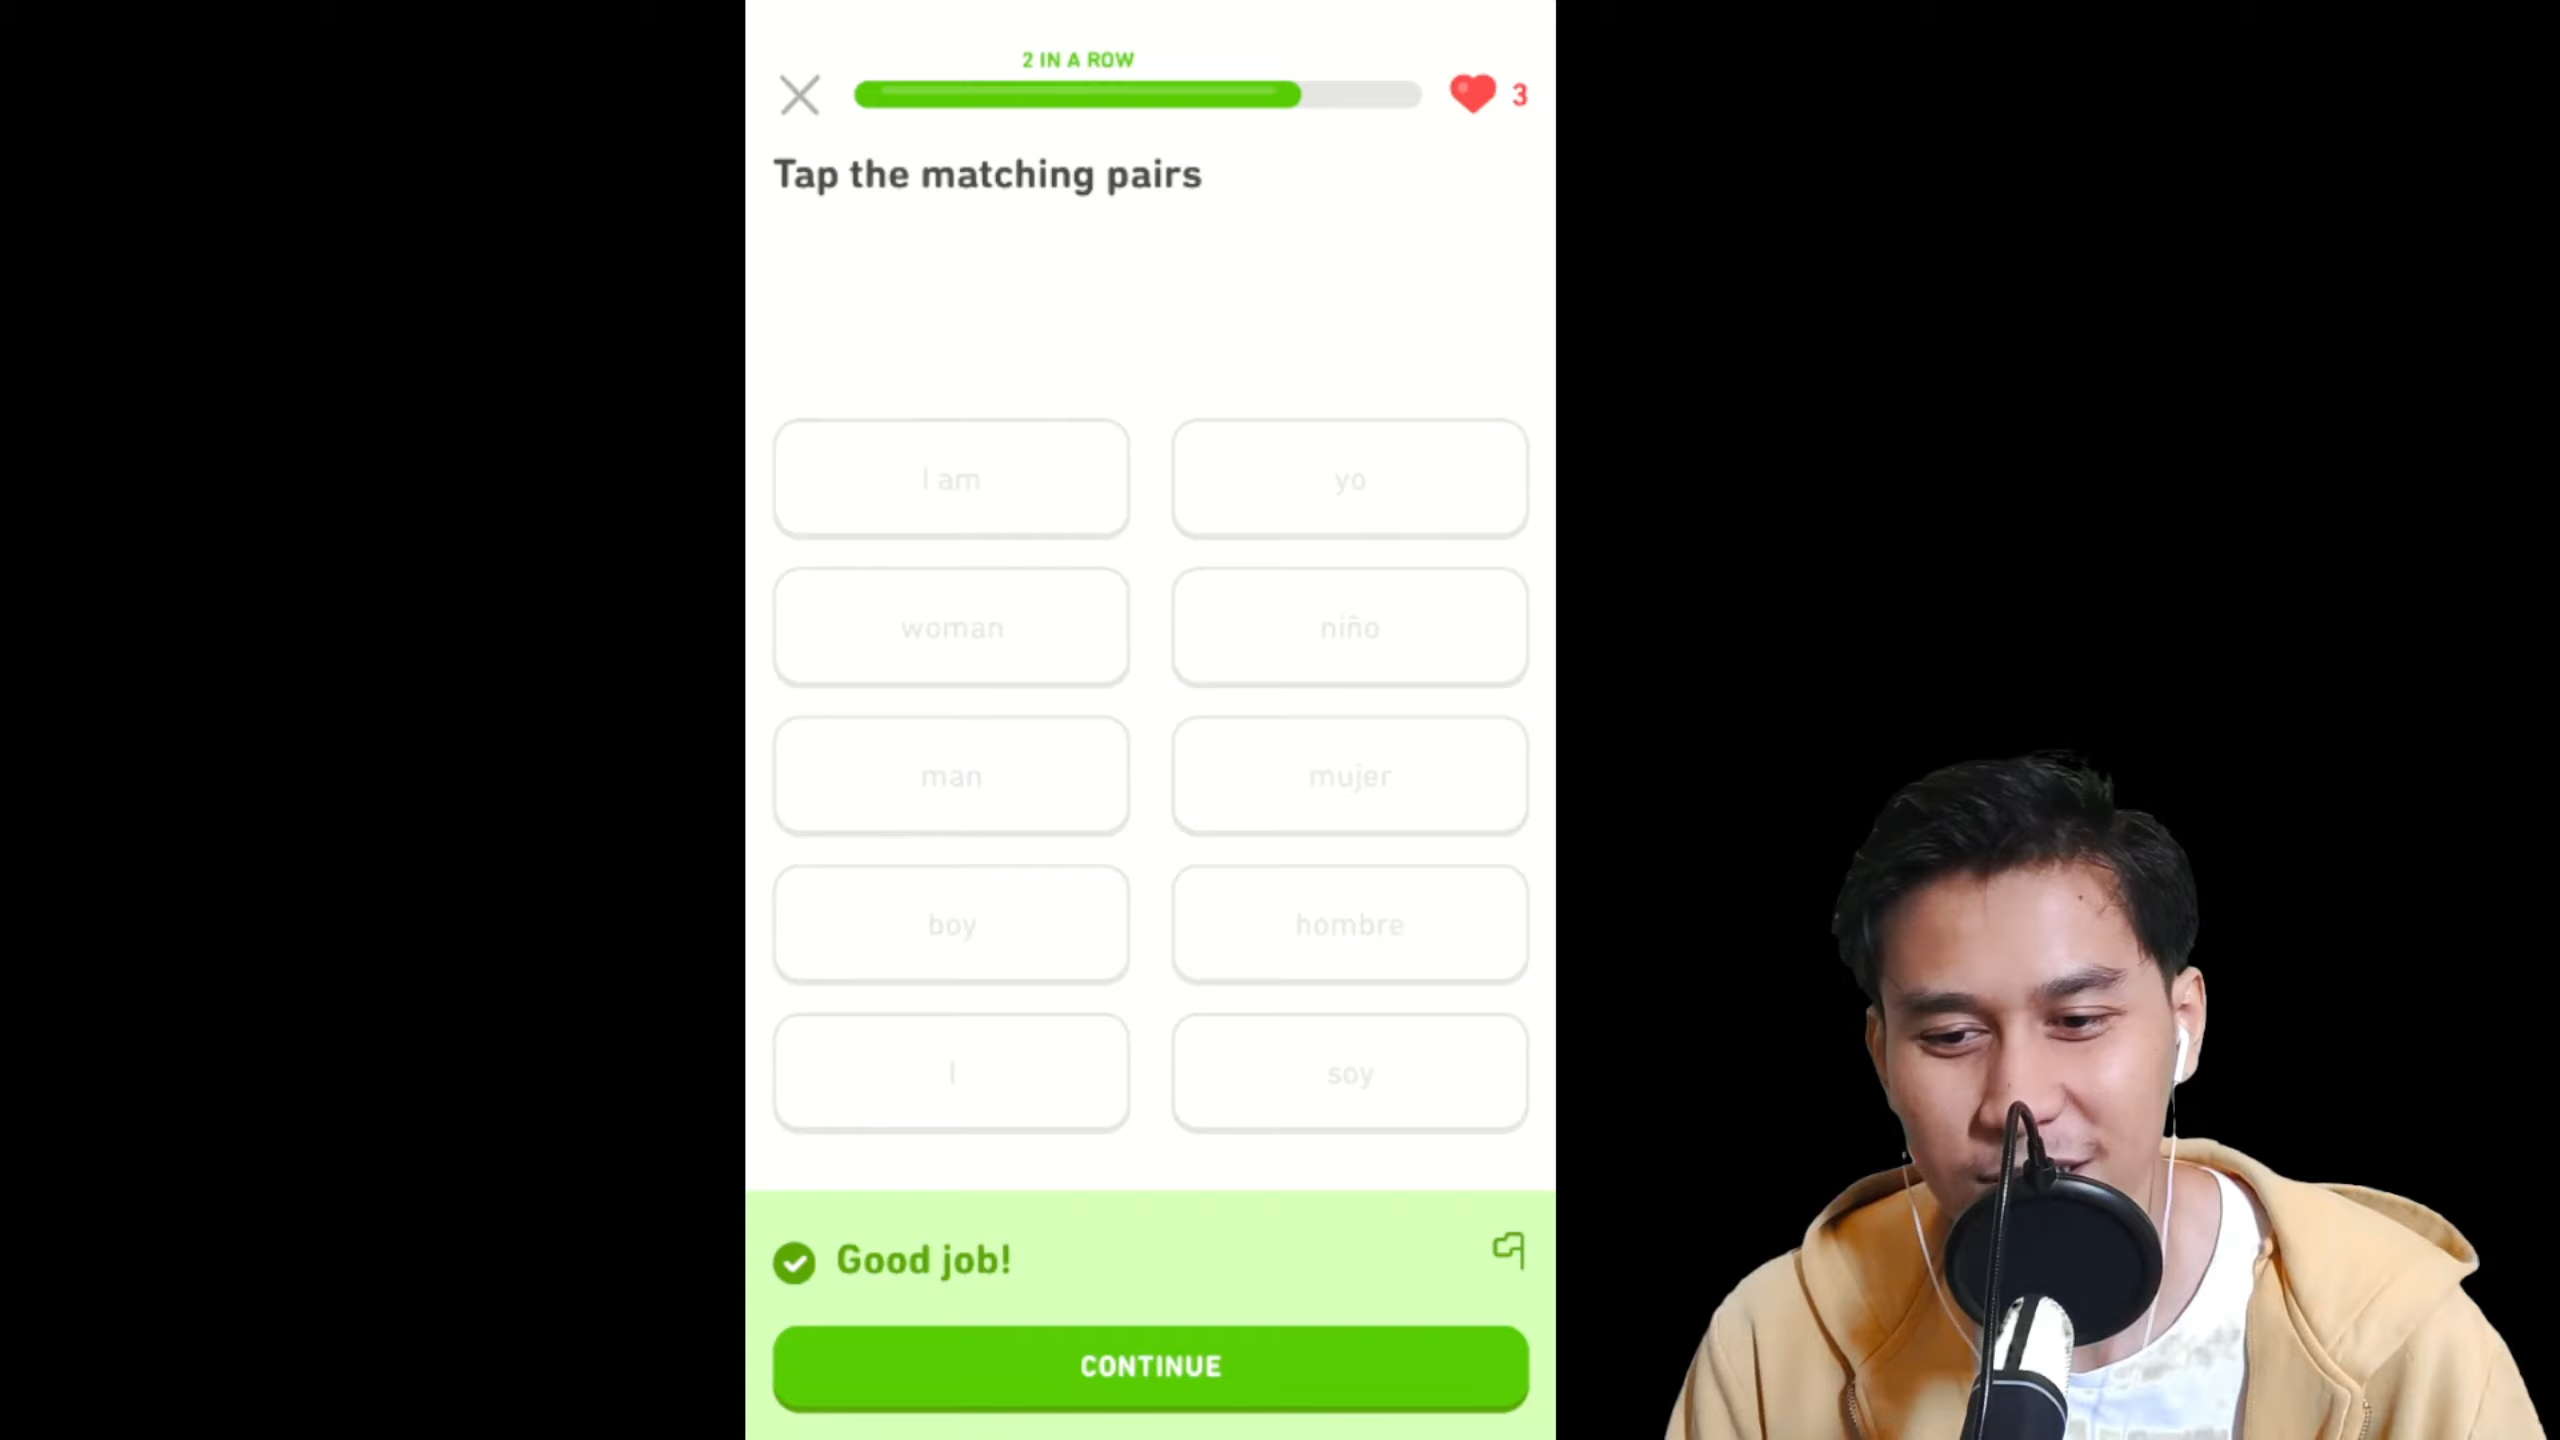 2 IN A ROW
3
Tap the matching pairs
I am
yo
woman
niño
man
mujer
boy
hombre
I
soy
Good job!
CONTINUE